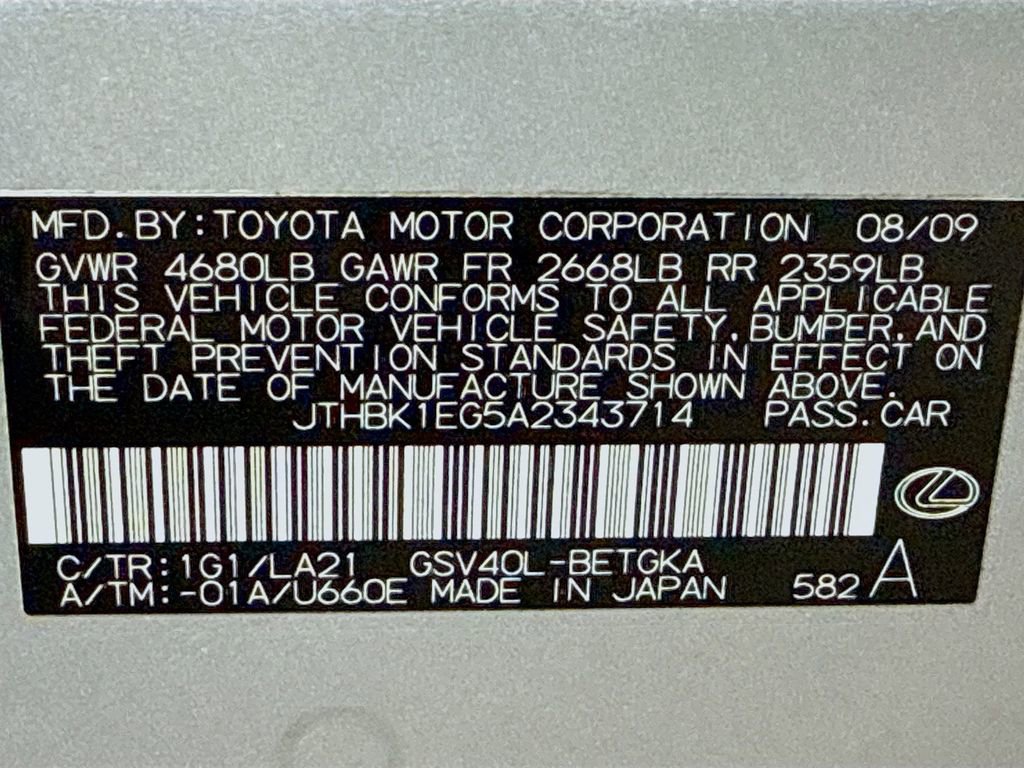 MFD.BY:TOYOTA MOTOR CORPORATION 08/09
GVWR 4680LB GAWR FR 2668LB RR 2359LB
THIS VEHICLE CONFORMS TO ALL APPLICABLE
FEDERAL MOTOR VEHICLE SAFETY,BUMPER,AND
THEFT PREVENTION STANDARDS IN EFFECT ON
THE DATE OF MANUFACTURE SHOWN ABOVE.
JTHBK1EG5A2343714 PASS.CAR
C/TR:1G1/LA21 GSV40L-BETGKA
A/TM:-01A/U660E MADE IN JAPAN 582 A